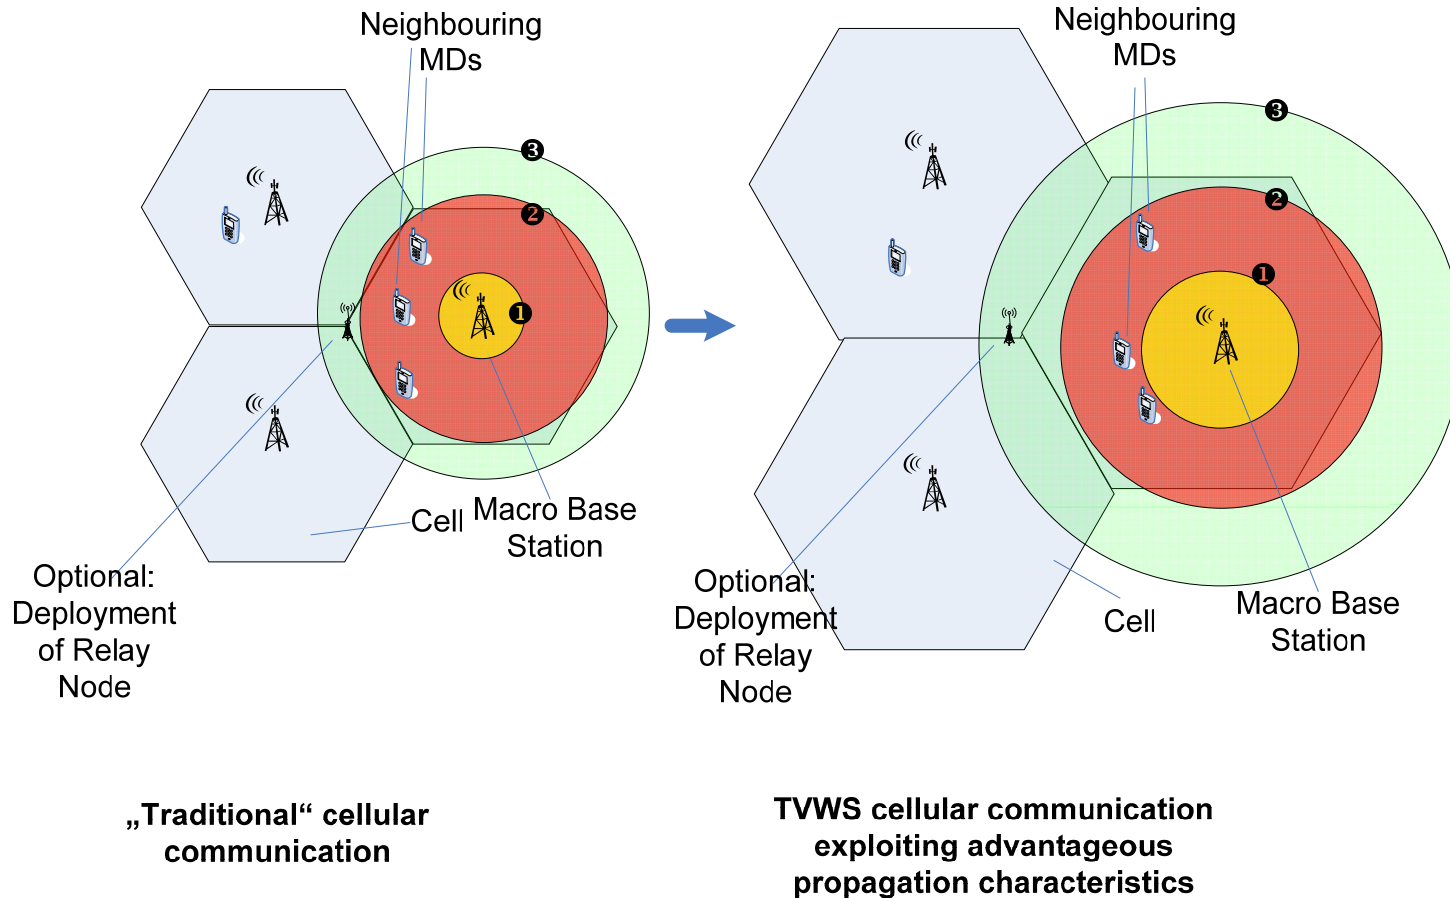 Neighbouring
MDs
❸
❷
❶
Cell
Macro Base
Station
Optional:
Deployment
of Relay
Node
„Traditional“ cellular
communication
Neighbouring
MDs
❸
❷
❶
Optional:
Deployment
of Relay
Node
Cell
Macro Base
Station
TVWS cellular communication
exploiting advantageous
propagation characteristics